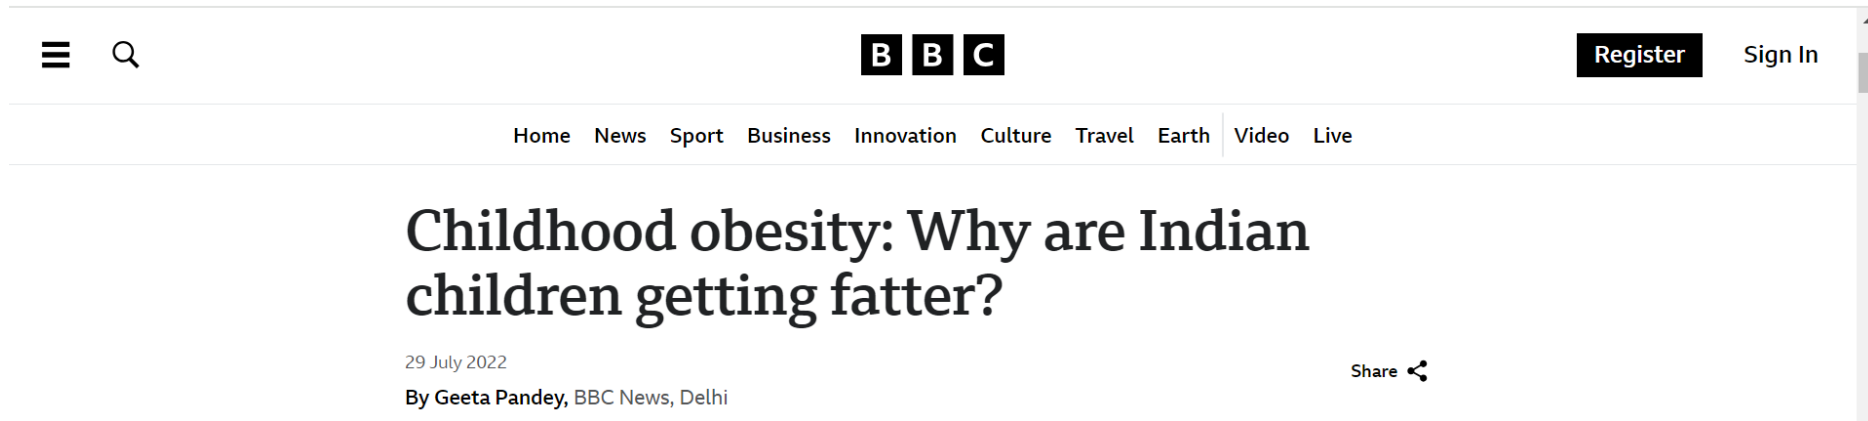 BBC
Register
Sign In
Home News Sport Business Innovation Culture Travel Earth Video Live
Childhood obesity: Why are Indian
children getting fatter?
29 July 2022
Share
By Geeta Pandey, BBC News, Delhi